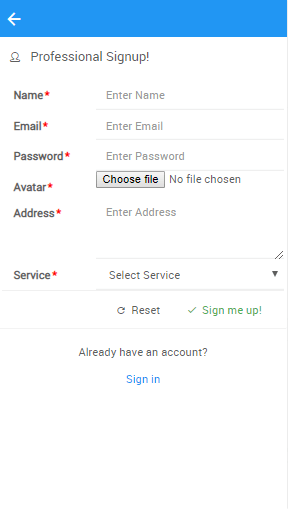 Professional Signup!
Name* Enter Name
Email* Enter Email
Password* Enter Password
Avatar* Choose file No file chosen
Address* Enter Address
Service* Select Service
Reset Sign me up!
Already have an account?
Sign in